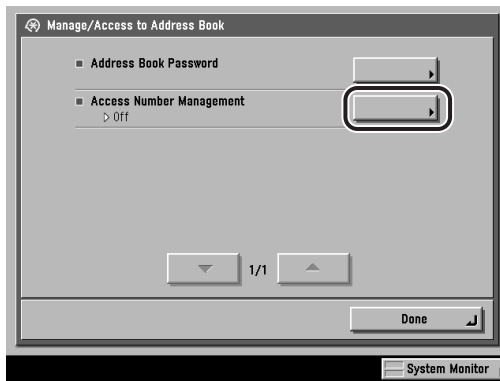 Manage/Access to Address Book
Address Book Password
Access Number Management
Off
1/1
Done
System Monitor